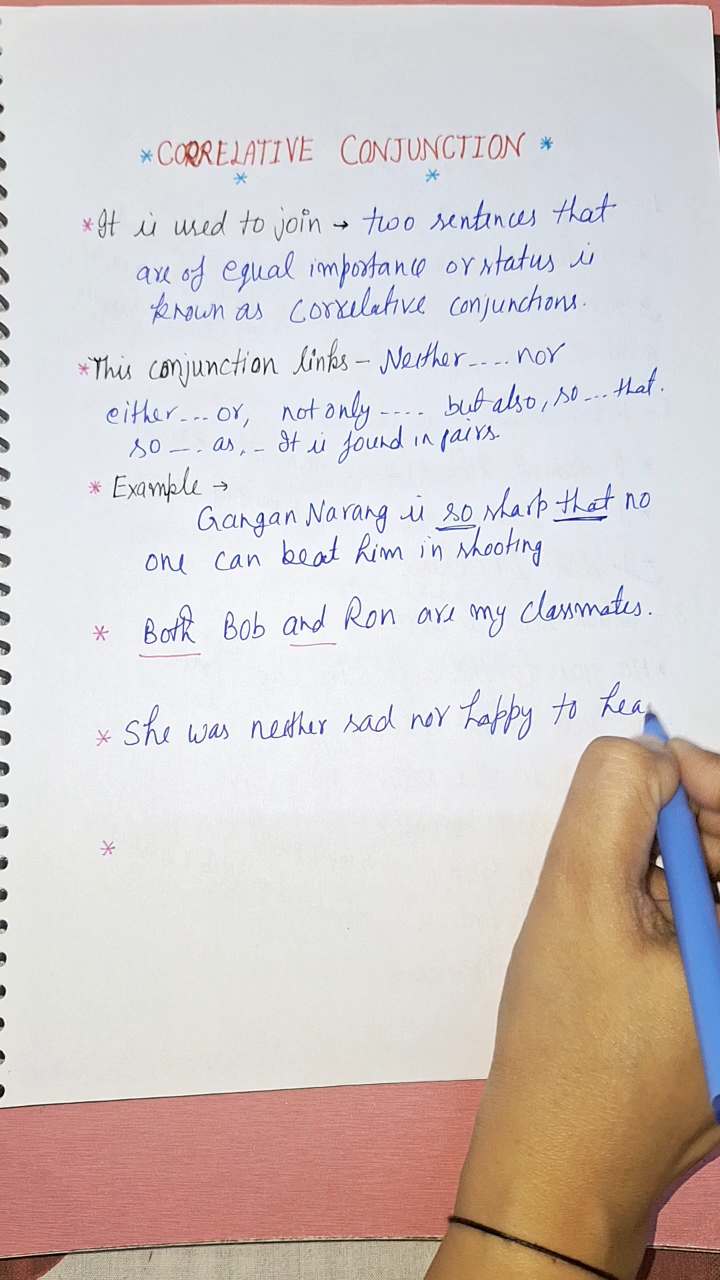 * CORRELATIVE CONJUNCTION *
* *
* It is used to join → two sentences that
are of equal importance or status is
known as correlative conjunctions.
* This conjunction links – Neither .... nor
either ... or, not only .... but also, so ... that.
so –. as, – It is found in pairs.
* Example →
Gangan Narang is so sharp that no
one can beat him in shooting
* Both Bob and Ron are my classmates.
* She was neither sad nor happy to hea
*